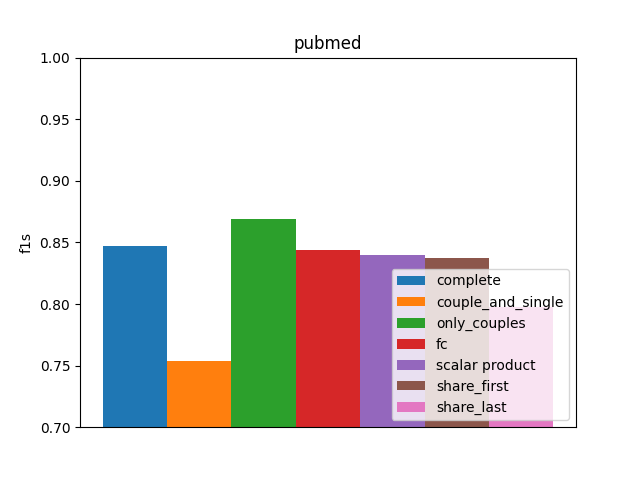 pubmed
1.00
0.95
0.90
0.85
0.80
0.75
0.70
f1s
complete
couple_and_single
only_couples
fc
scalar product
share_first
share_last